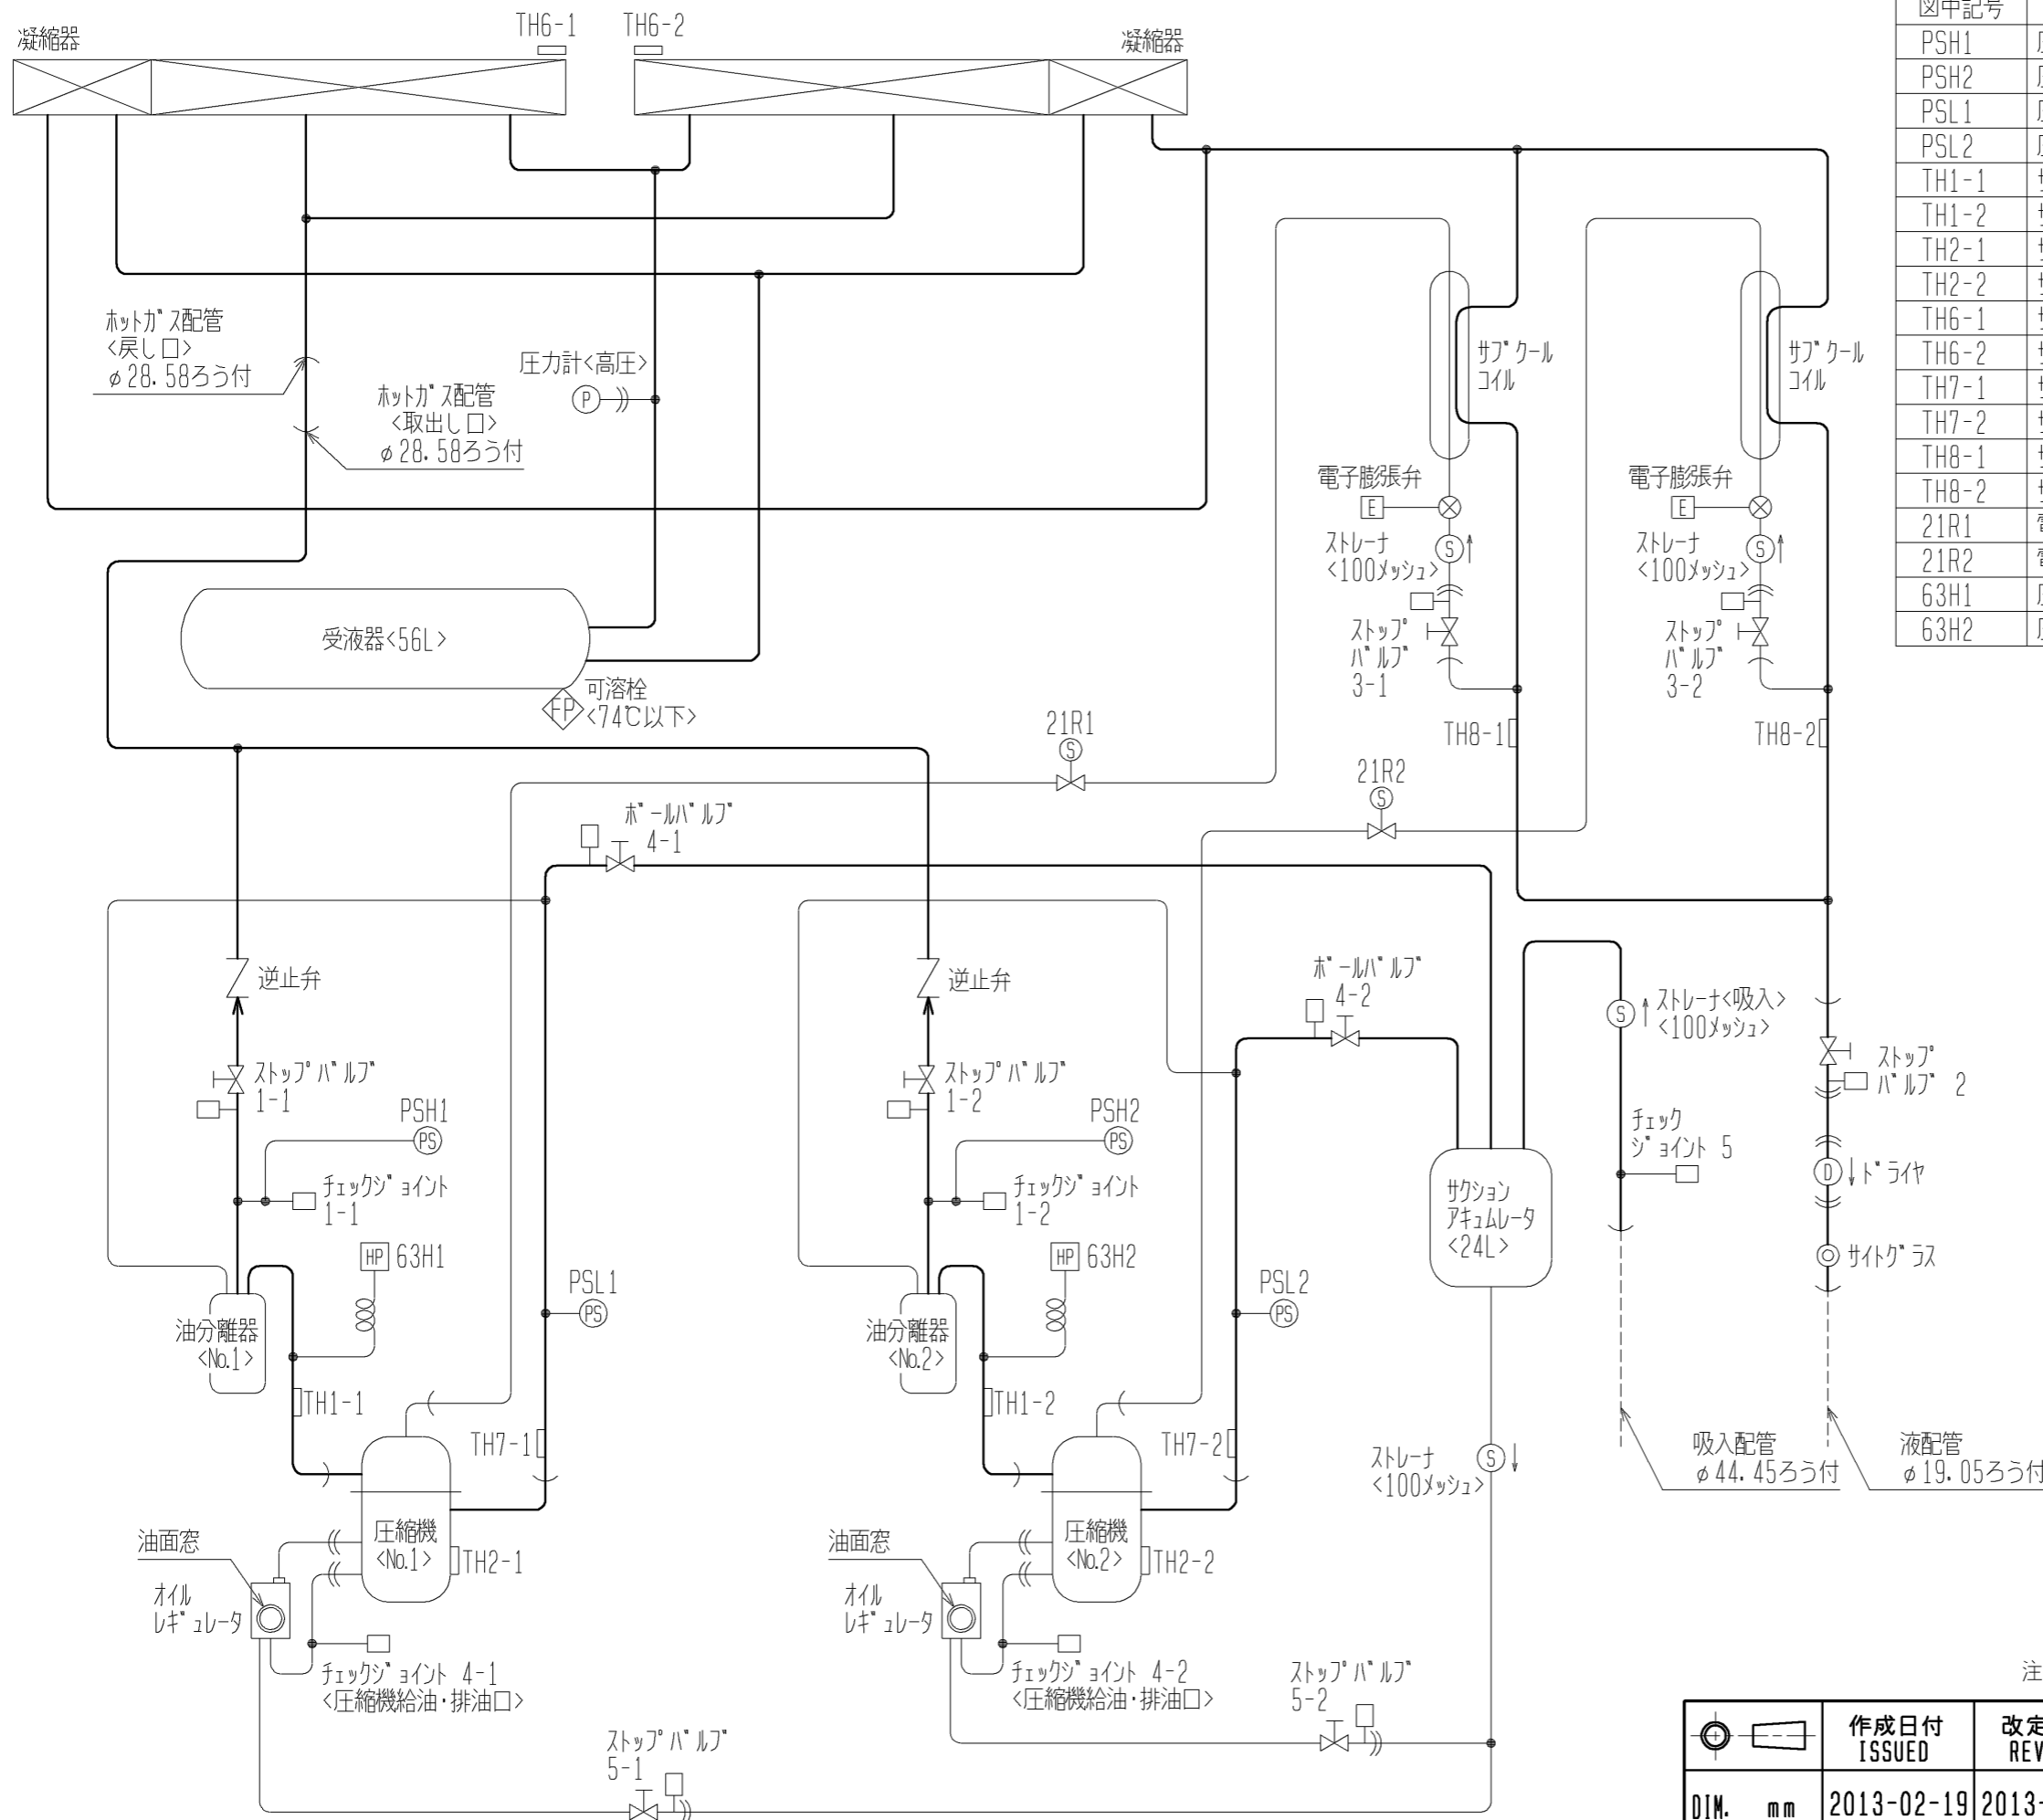 TH6-1
TH6-2
凝縮器
凝縮器
ホットガス配管
<戻し口>
φ28.58ろう付
ホットガス配管
<取出し口>
φ28.58ろう付
圧力計<高圧>
P
サブクール
コイル
サブクール
コイル
電子膨張弁
E
ストレーナ
<100メッシュ>
S
ストップ
バルブ
3-1
電子膨張弁
E
ストレーナ
<100メッシュ>
S
ストップ
バルブ
3-2
受液器<56L>
FP
可溶栓
<74℃以下>
TH8-1
TH8-2
21R1
S
21R2
S
ボールバルブ
4-1
逆止弁
逆止弁
ボールバルブ
4-2
S
ストレーナ<吸入>
<100メッシュ>
ストップバルブ
1-1
ストップバルブ
1-2
ストップ
バルブ 2
PSH1
PS
PSH2
PS
チェック
ジョイント 5
D
ドライヤ
チェックジョイント
1-1
チェックジョイント
1-2
サクション
アキュムレータ
<24L>
HP
63H1
HP
63H2
サイトグラス
PSL1
PS
PSL2
PS
油分離器
<No.1>
油分離器
<No.2>
TH1-1
TH1-2
TH7-1
TH7-2
ストレーナ
<100メッシュ>
S
吸入配管
φ44.45ろう付
液配管
φ19.05ろう付
油面窓
圧縮機
<No.1>
TH2-1
油面窓
圧縮機
<No.2>
TH2-2
オイル
レギュレータ
オイル
レギュレータ
チェックジョイント 4-1
<圧縮機給油・排油口>
チェックジョイント 4-2
<圧縮機給油・排油口>
ストップバルブ
5-2
ストップバルブ
5-1
図中記号
PSH1
PSH2
PSL1
PSL2
TH1-1
TH1-2
TH2-1
TH2-2
TH6-1
TH6-2
TH7-1
TH7-2
TH8-1
TH8-2
21R1
21R2
63H1
63H2
注
作成日付
ISSUED
改定
REV
DIM. mm
2013-02-19
2013-